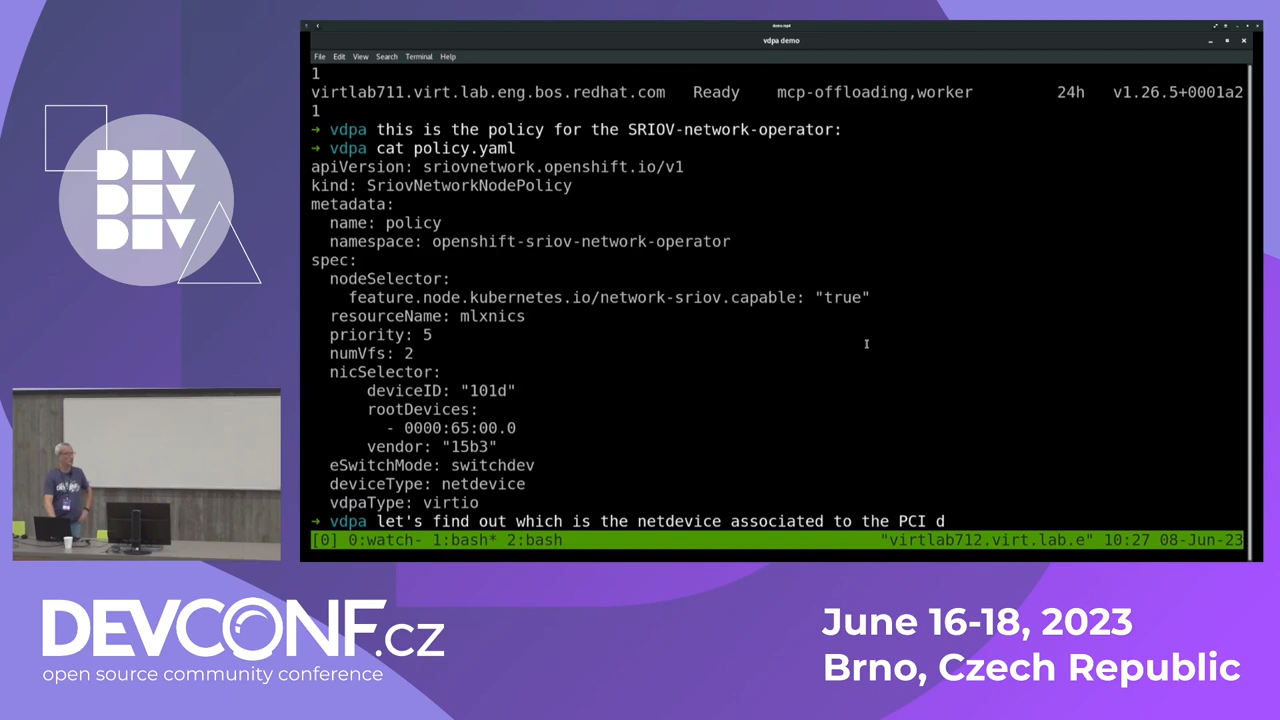 vdpa demo
File Edit View Search Terminal Help
1
virtlab711.virt.lab.eng.bos.redhat.com Ready mcp-offloading,worker 24h v1.26.5+0001a2
1
→ vdpa this is the policy for the SRIOV-network-operator:
→ vdpa cat policy.yaml
apiVersion: sriovnetwork.openshift.io/v1
kind: SriovNetworkNodePolicy
metadata:
name: policy
namespace: openshift-sriov-network-operator
spec:
nodeSelector:
feature.node.kubernetes.io/network-sriov.capable: "true"
resourceName: mlxnics
priority: 5
numVfs: 2
nicSelector:
deviceID: "101d"
rootDevices:
- 0000:65:00.0
vendor: "15b3"
eSwitchMode: switchdev
deviceType: netdevice
vdpaType: virtio
→ vdpa let's find out which is the netdevice associated to the PCI d
[0] 0:watch- 1:bash* 2:bash "virtlab712.virt.lab.e" 10:27 08-Jun-23
DEV
DEV
DEV
DEVCONF.cz
open source community conference
June 16-18, 2023
Brno, Czech Republic